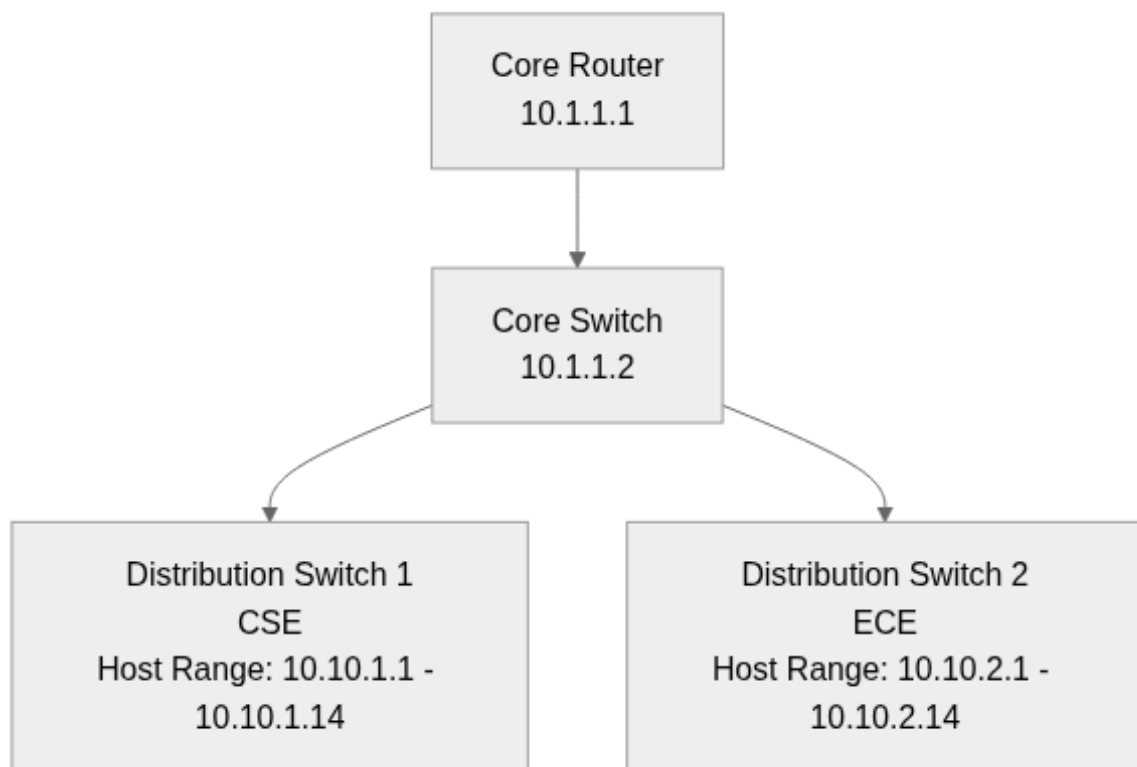 Core Router
10.1.1.1
Core Switch
10.1.1.2
Distribution Switch 1
CSE
Host Range: 10.10.1.1 -
10.10.1.14
Distribution Switch 2
ECE
Host Range: 10.10.2.1 -
10.10.2.14